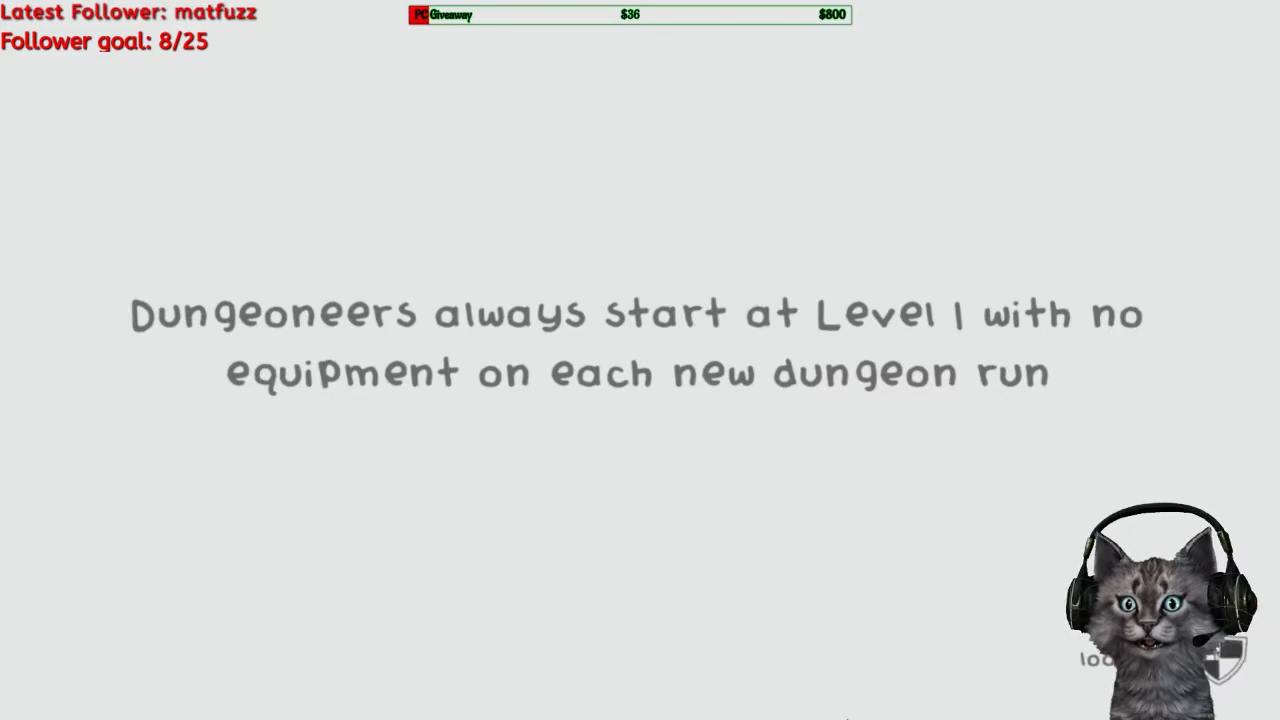 Latest Follower: matfuzz
Follower goal: 8/25
PC Giveaway $36 $800
Dungeoneers always start at Level 1 with no
equipment on each new dungeon run